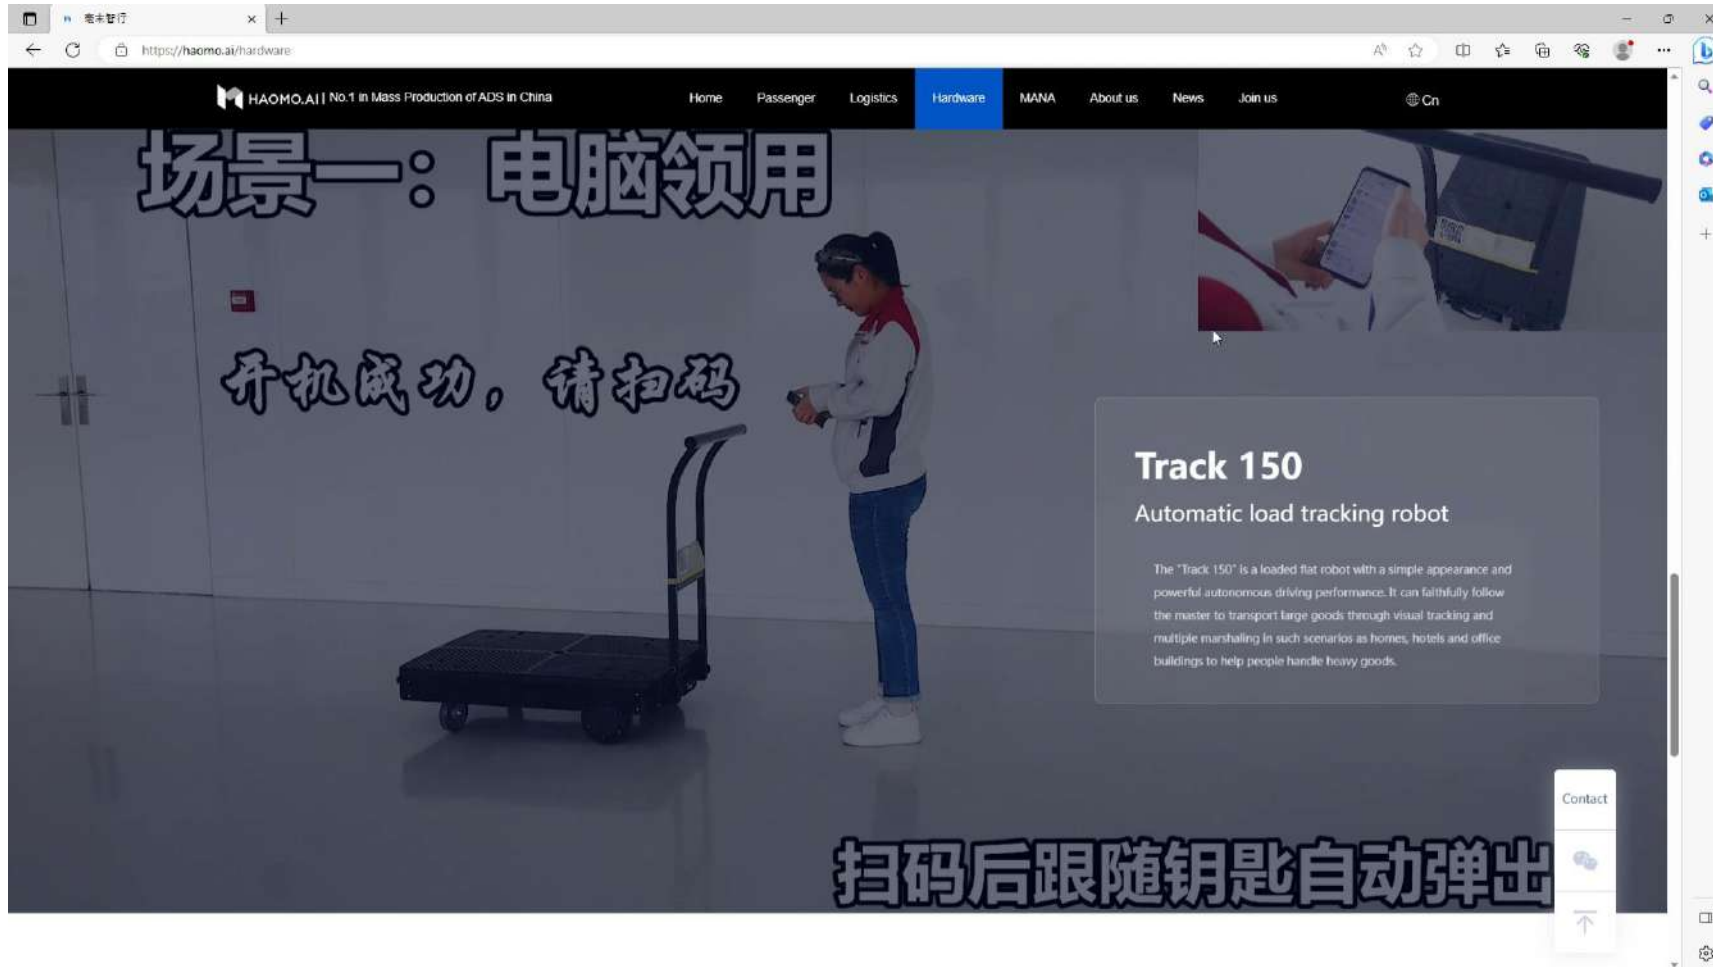 毫末智行
https://haomo.ai/hardware
HAOMO.AI | No.1 in Mass Production of ADS in China
Home Passenger Logistics Hardware MANA About us News Join us Cn
场景一：电脑领用
开机成功，请扫码
Track 150
Automatic load tracking robot
The "Track 150" is a loaded flat robot with a simple appearance and
powerful autonomous driving performance. It can faithfully follow
the master to transport large goods through visual tracking and
multiple marshaling in such scenarios as homes, hotels and office
buildings to help people handle heavy goods.
Contact
扫码后跟随钥匙自动弹出